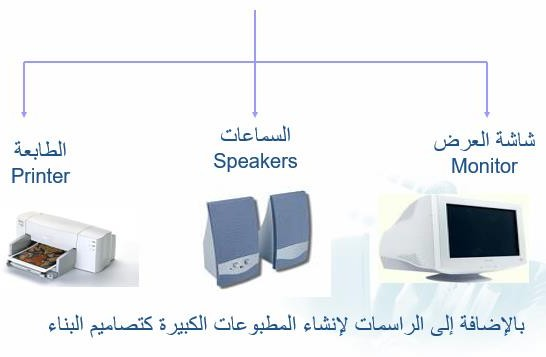 شاشة العرض
Monitor
السماعات
Speakers
الطابعة
Printer
بالإضافة إلى الراسمات لإنشاء المطبوعات الكبيرة كتصاميم البناء